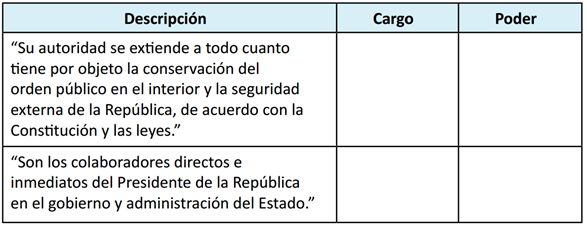 Descripción Cargo Poder
“Su autoridad se extiende a todo cuanto
tiene por objeto la conservación del
orden público en el interior y la seguridad
externa de la República, de acuerdo con la
Constitución y las leyes.”
“Son los colaboradores directos e
inmediatos del Presidente de la República
en el gobierno y administración del Estado.”